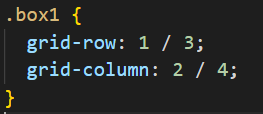 .box1 {
  grid-row: 1 / 3;
  grid-column: 2 / 4;
}